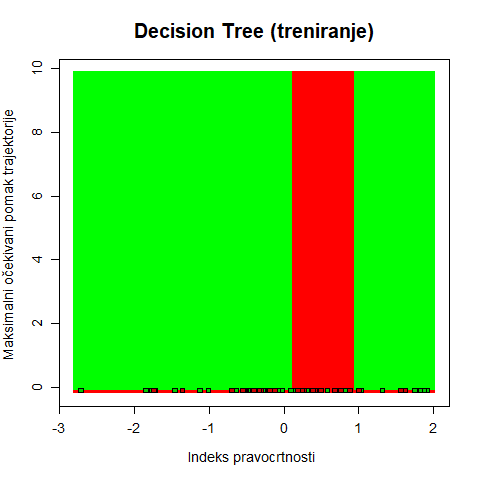 Decision Tree (treniranje)
Maksimalni očekivani pomak trajektorije
10
8
6
4
2
0
-3 -2 -1 0 1 2
Indeks pravocrtnosti